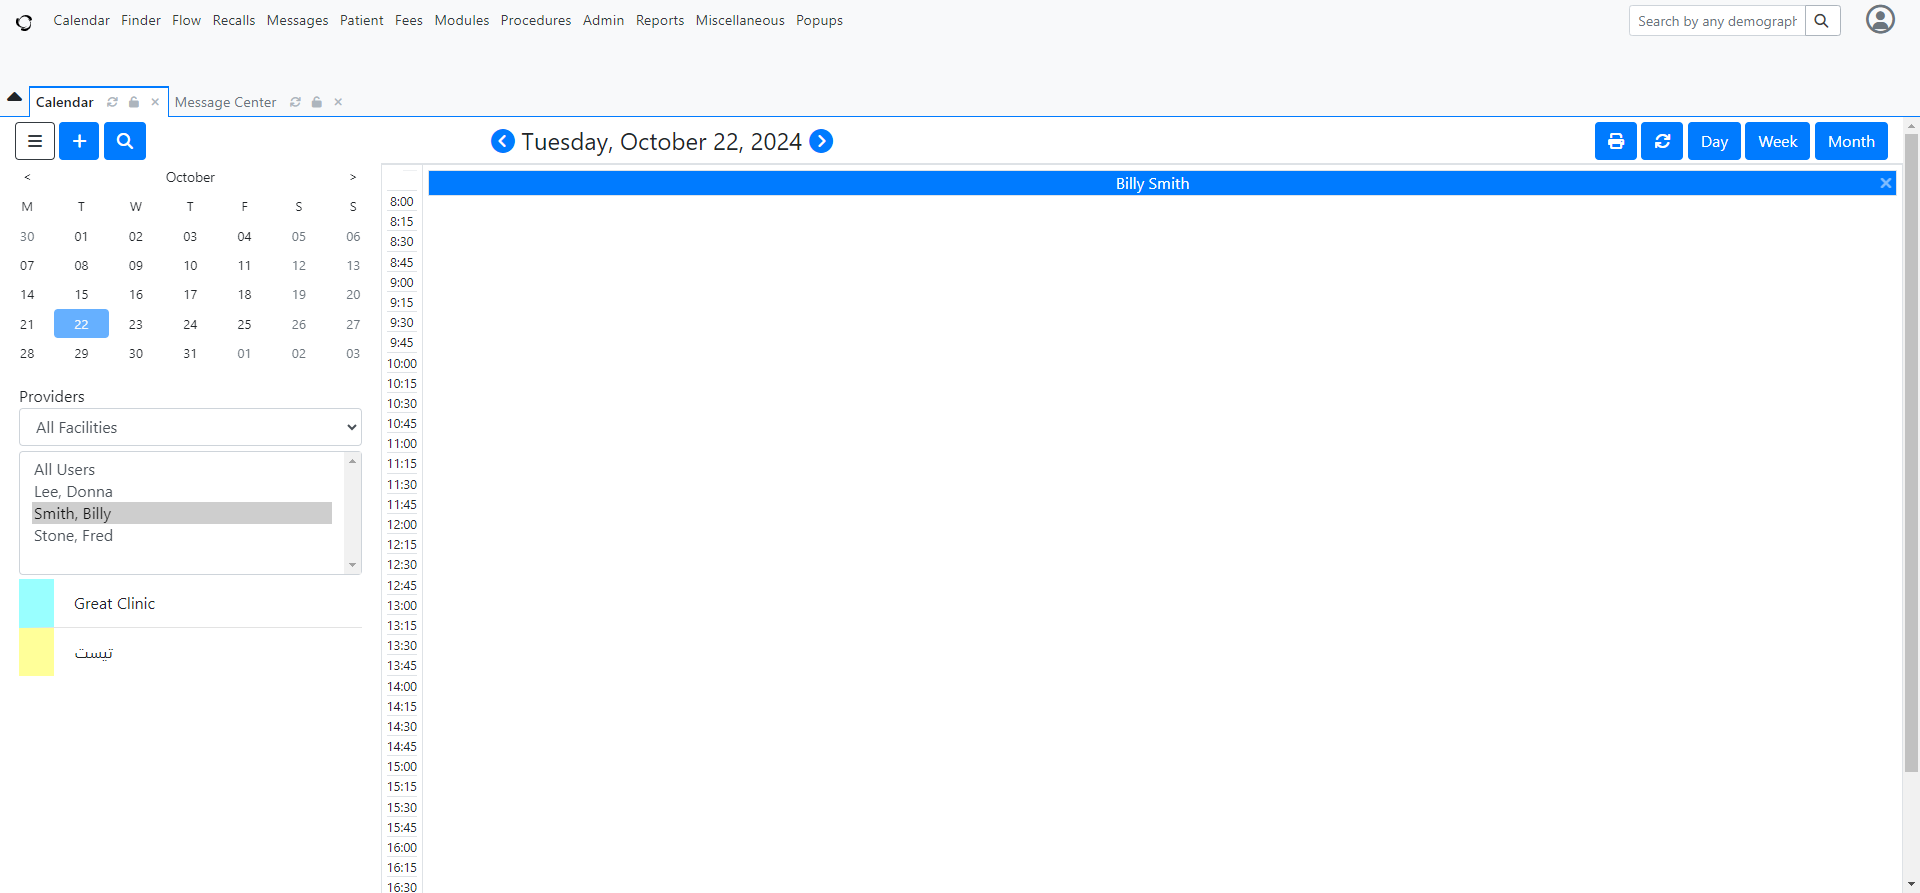 Calendar Finder Flow Recalls Messages Patient Fees Modules Procedures Admin Reports Miscellaneous Popups
Search by any demograph
Calendar Message Center
Tuesday, October 22, 2024
Day Week Month
< October >
M T W T F S S
30 01 02 03 04 05 06
07 08 09 10 11 12 13
14 15 16 17 18 19 20
21 22 23 24 25 26 27
28 29 30 31 01 02 03
Providers
All Facilities
All Users
Lee, Donna
Smith, Billy
Stone, Fred
Great Clinic
تيست
Billy Smith
8:00
8:15
8:30
8:45
9:00
9:15
9:30
9:45
10:00
10:15
10:30
10:45
11:00
11:15
11:30
11:45
12:00
12:15
12:30
12:45
13:00
13:15
13:30
13:45
14:00
14:15
14:30
14:45
15:00
15:15
15:30
15:45
16:00
16:15
16:30